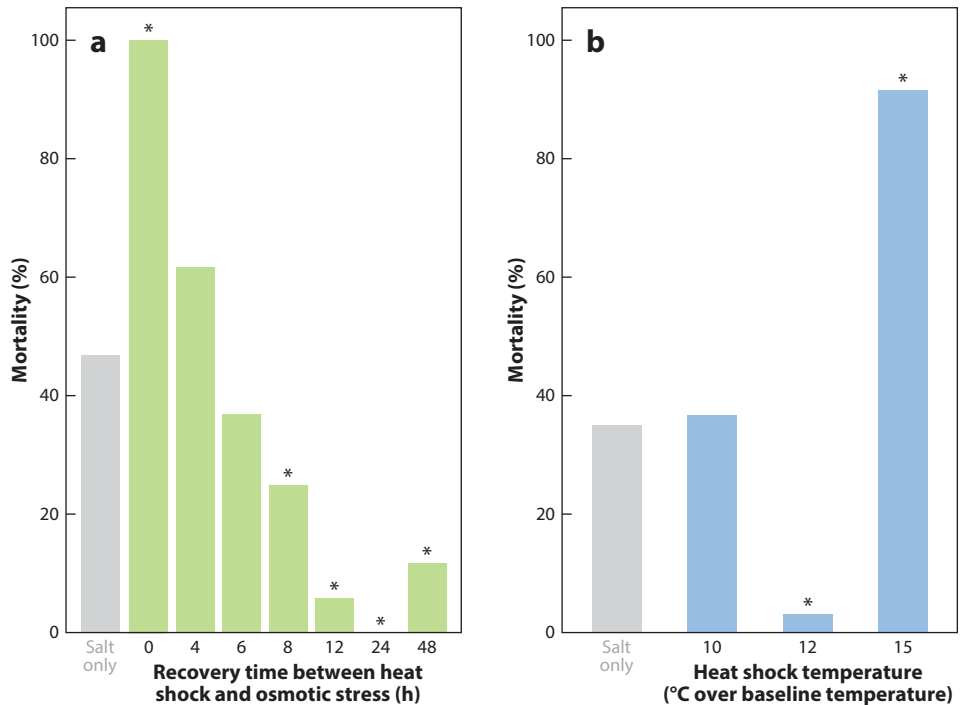 a
Mortality (%)
100
80
60
40
20
0
*
*
*
*
*
Salt only
0
4
6
8
12
24
48
Recovery time between heat
shock and osmotic stress (h)
b
Mortality (%)
100
80
60
40
20
0
*
*
Salt only
10
12
15
Heat shock temperature
(°C over baseline temperature)